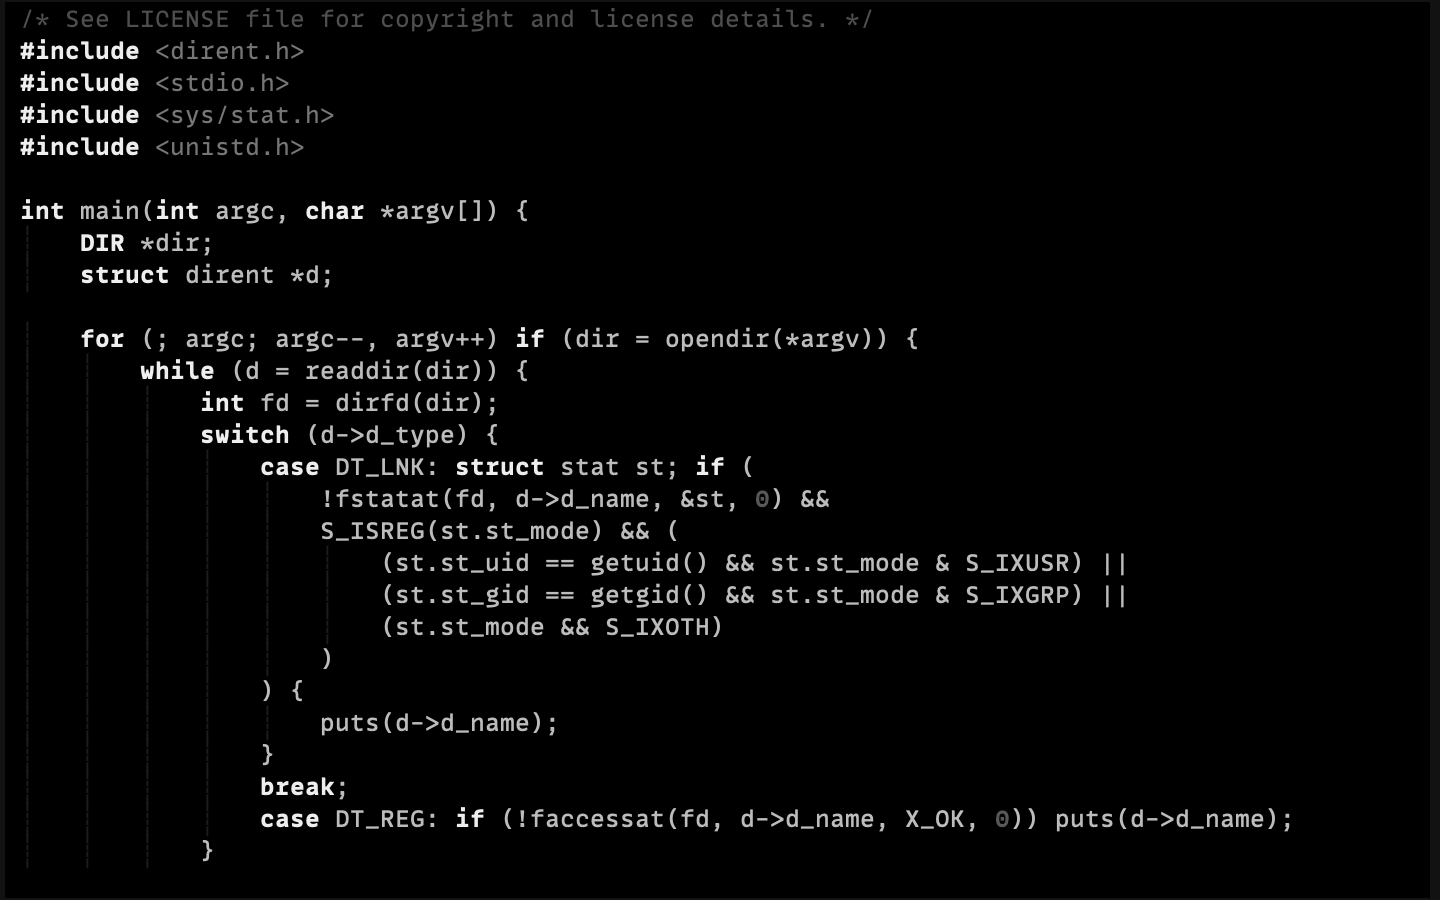 /* See LICENSE file for copyright and license details. */
#include <dirent.h>
#include <stdio.h>
#include <sys/stat.h>
#include <unistd.h>

int main(int argc, char *argv[]) {
    DIR *dir;
    struct dirent *d;

    for (; argc; argc--, argv++) if (dir = opendir(*argv)) {
        while (d = readdir(dir)) {
            int fd = dirfd(dir);
            switch (d->d_type) {
                case DT_LNK: struct stat st; if (
                    !fstatat(fd, d->d_name, &st, 0) &&
                    S_ISREG(st.st_mode) && (
                        (st.st_uid == getuid() && st.st_mode & S_IXUSR) ||
                        (st.st_gid == getgid() && st.st_mode & S_IXGRP) ||
                        (st.st_mode && S_IXOTH)
                    )
                ) {
                    puts(d->d_name);
                }
                break;
                case DT_REG: if (!faccessat(fd, d->d_name, X_OK, 0)) puts(d->d_name);
            }